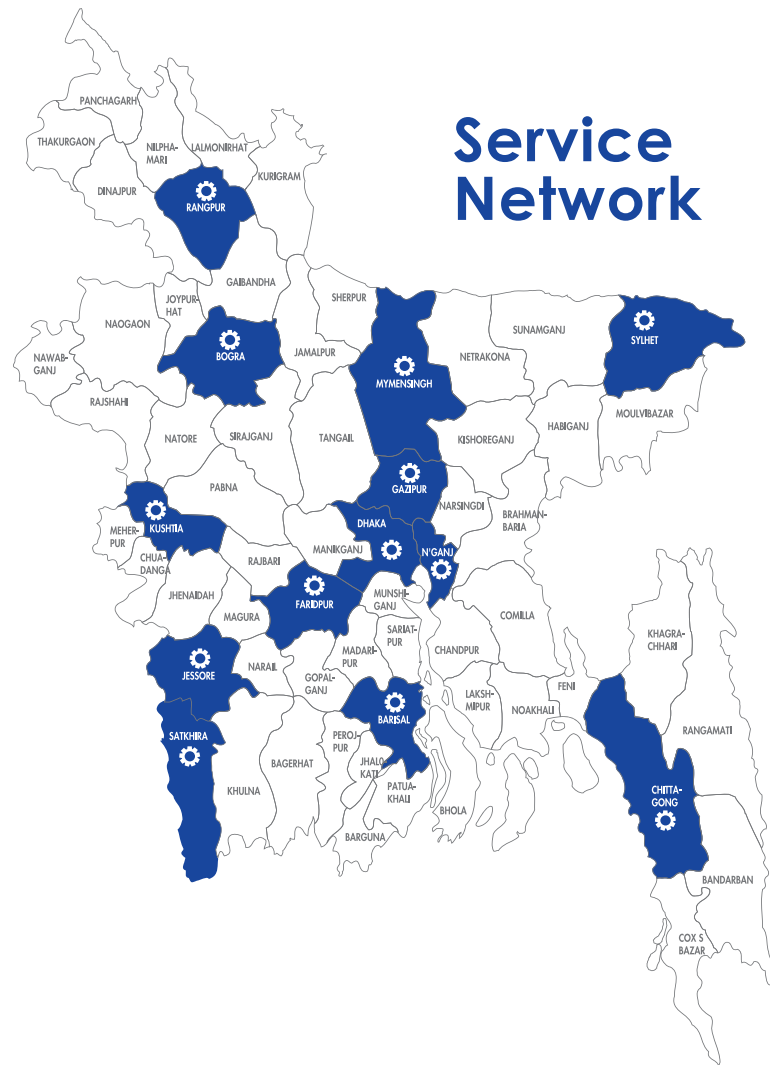 Service
Network
PANCHAGARH
THAKURGAON
NILPHA-
MARI
LALMONIRHAT
KURIGRAM
DINAJPUR
RANGPUR
GAIBANDHA
JOYPUR-
HAT
SHERPUR
NAOGAON
BOGRA
JAMALPUR
MYMENSINGH
NETRAKONA
SUNAMGANJ
SYLHET
NAWAB-
GANJ
RAJSHAHI
NATORE
SIRAJGANJ
TANGAIL
KISHOREGANJ
HABIGANJ
MOULVIBAZAR
PABNA
GAZIPUR
NARSINGDI
BRAHMAN-
BARIA
KUSHTIA
MEHER-
PUR
CHUA-
DANGA
DHAKA
N'GANJ
MANIKGANJ
RAJBARI
JHENAIDAH
FARIDPUR
MUNSHI-
GANJ
MAGURA
COMILLA
SARIAT-
PUR
MADARI-
PUR
CHANDPUR
KHAGRA-
CHHARI
JESSORE
NARAIL
GOPAL-
GANJ
BARISAL
LAKSH-
MIPUR
NOAKHALI
FENI
SATKHIRA
KHULNA
BAGERHAT
PEROJ-
PUR
JHALO
KATI
PATUA-
KHALI
BHOLA
BARGUNA
RANGAMATI
CHITTA-
GONG
BANDARBAN
COX S
BAZAR